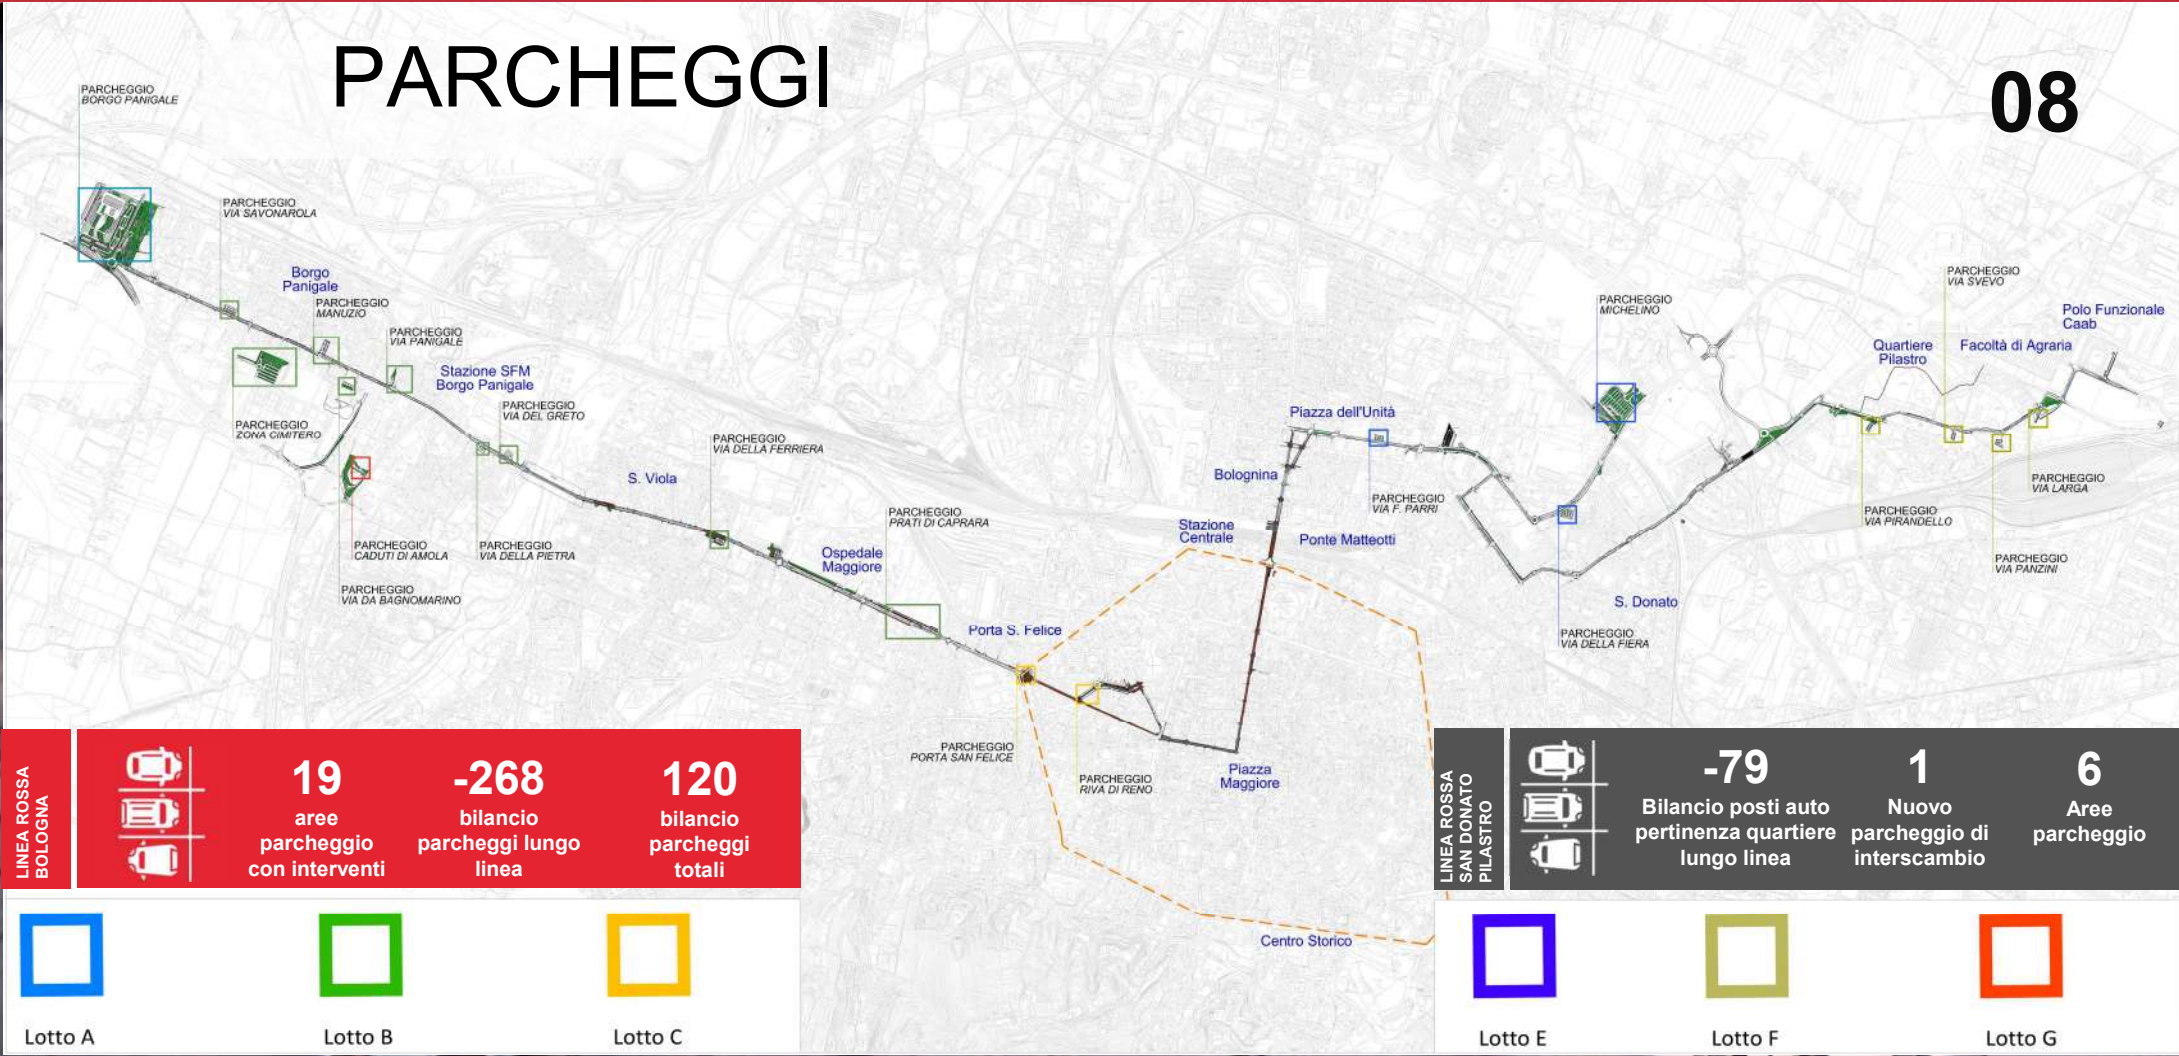 PARCHEGGI
08
PARCHEGGIO
BORGO PANIGALE
PARCHEGGIO
VIA SAVONAROLA
Borgo
Panigale
PARCHEGGIO
MANUZIO
PARCHEGGIO
VIA PANIGALE
Stazione SFM
Borgo Panigale
PARCHEGGIO
VIA DEL GRETO
PARCHEGGIO
ZONA CIMITERO
PARCHEGGIO
CADUTI DI AMOLA
PARCHEGGIO
VIA DA BAGNOMARINO
PARCHEGGIO
VIA DELLA PIETRA
S. Viola
PARCHEGGIO
VIA DELLA FERRIERA
Ospedale
Maggiore
PARCHEGGIO
PRATI DI CAPRARA
Porta S. Felice
PARCHEGGIO
PORTA SAN FELICE
PARCHEGGIO
RIVA DI RENO
Piazza
Maggiore
Centro Storico
Stazione
Centrale
Bolognina
Ponte Matteotti
Piazza dell'Unità
PARCHEGGIO
VIA F. PARRI
PARCHEGGIO
MICHELINO
PARCHEGGIO
VIA DELLA FIERA
S. Donato
Quartiere
Pilastro
PARCHEGGIO
VIA SVEVO
Facoltà di Agraria
Polo Funzionale
Caab
PARCHEGGIO
VIA PIRANDELLO
PARCHEGGIO
VIA PANZINI
PARCHEGGIO
VIA LARGA
LINEA ROSSA
BOLOGNA
19
aree
parcheggio
con interventi
-268
bilancio
parcheggi lungo
linea
120
bilancio
parcheggi
totali
LINEA ROSSA
SAN DONATO
PILASTRO
-79
Bilancio posti auto
pertinenza quartiere
lungo linea
1
Nuovo
parcheggio di
interscambio
6
Aree
parcheggio
Lotto A
Lotto B
Lotto C
Lotto E
Lotto F
Lotto G